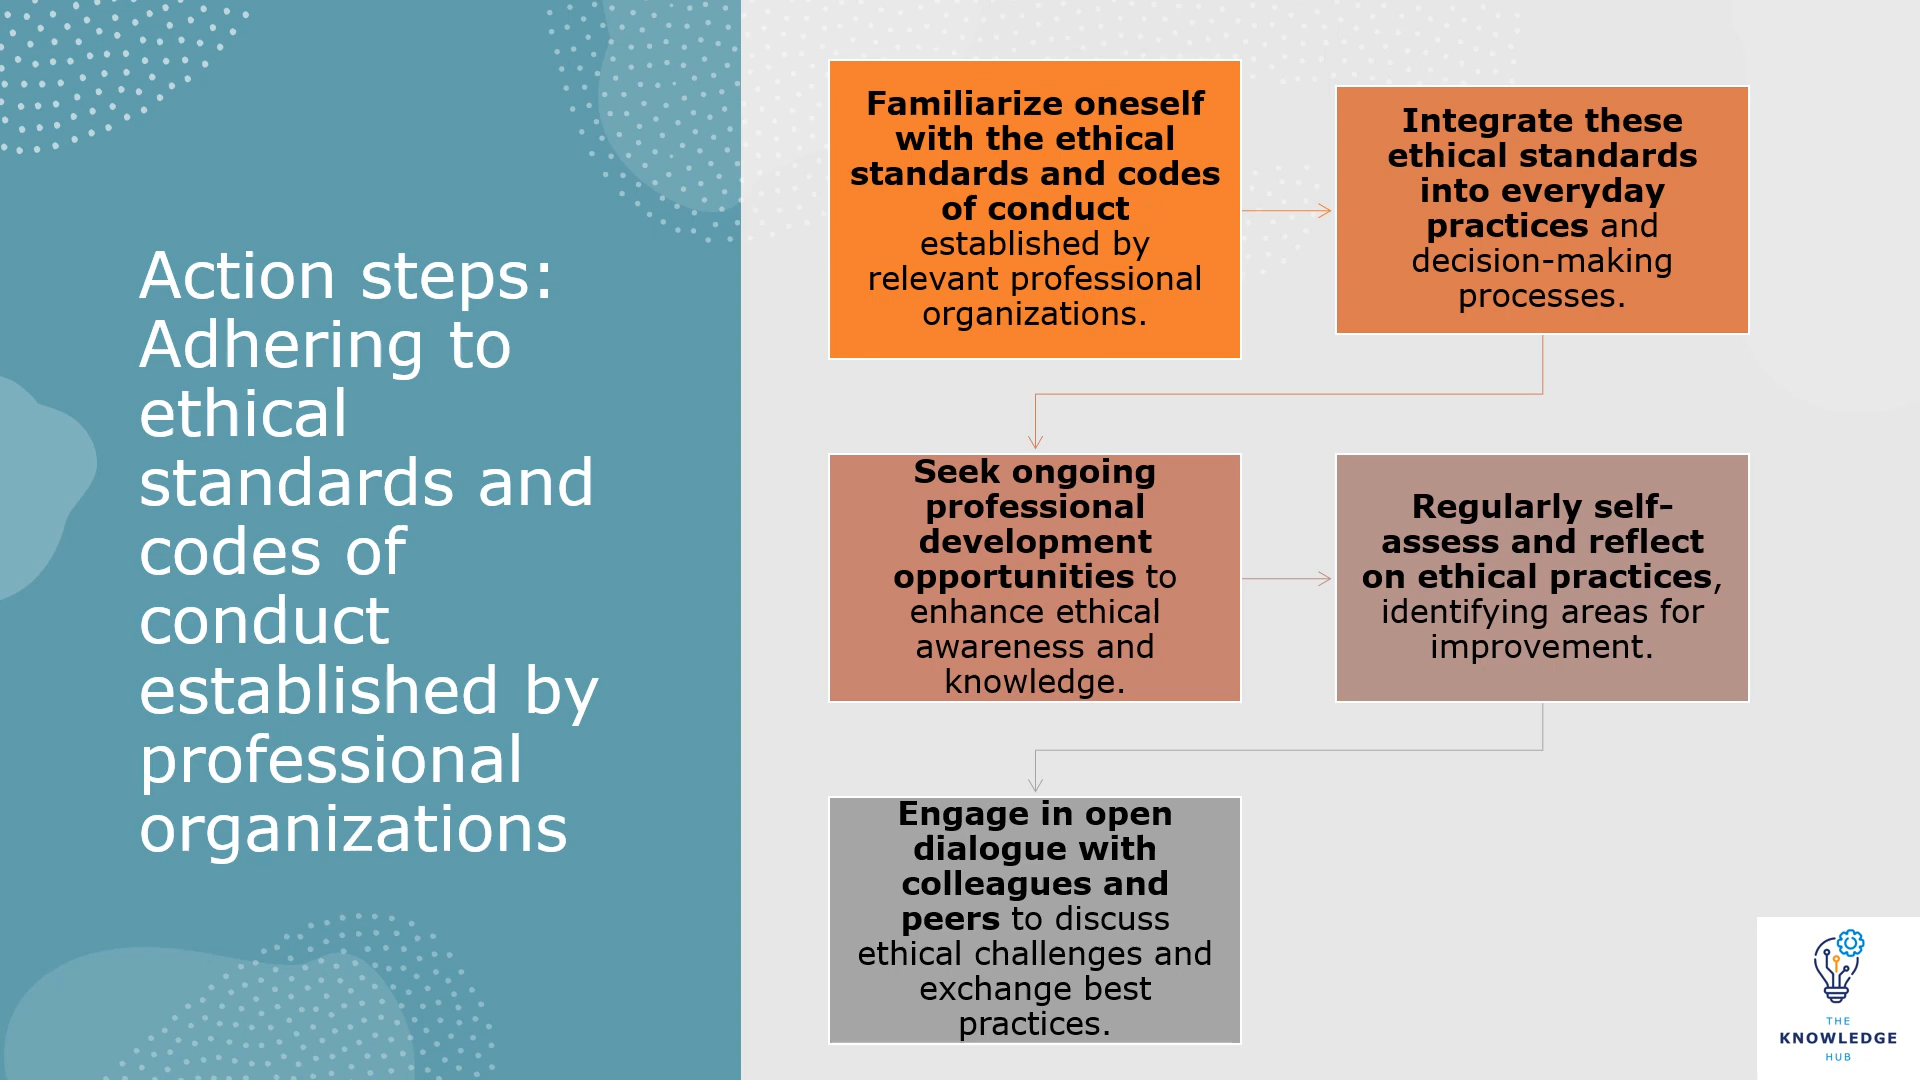 Action steps:
Adhering to
ethical
standards and
codes of
conduct
established by
professional
organizations
Familiarize oneself
with the ethical
standards and codes
of conduct
established by
relevant professional
organizations.
Integrate these
ethical standards
into everyday
practices and
decision-making
processes.
Seek ongoing
professional
development
opportunities to
enhance ethical
awareness and
knowledge.
Regularly self-
assess and reflect
on ethical practices,
identifying areas for
improvement.
Engage in open
dialogue with
colleagues and
peers to discuss
ethical challenges and
exchange best
practices.
THE
KNOWLEDGE
HUB